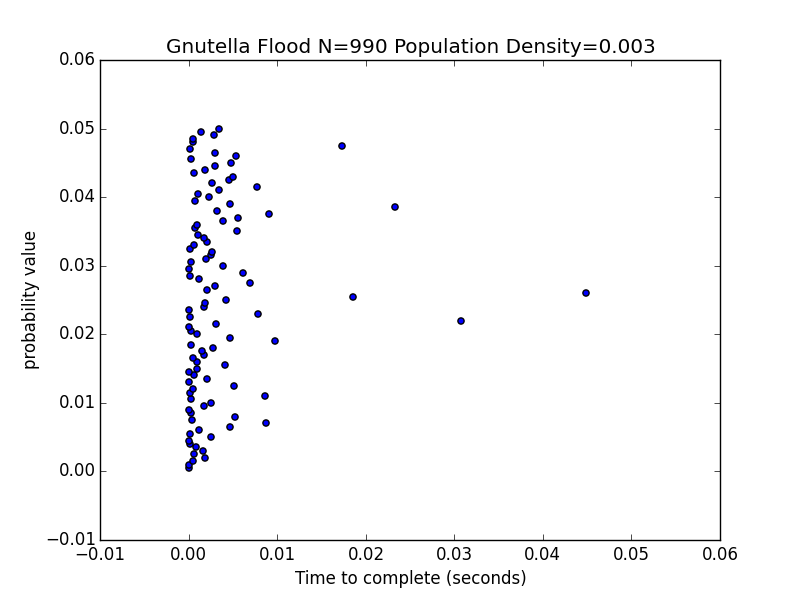 Gnutella Flood N=990 Population Density=0.003
0.06
0.05
0.04
0.03
0.02
0.01
0.00
−0.01
probability value
−0.01 0.00 0.01 0.02 0.03 0.04 0.05 0.06
Time to complete (seconds)